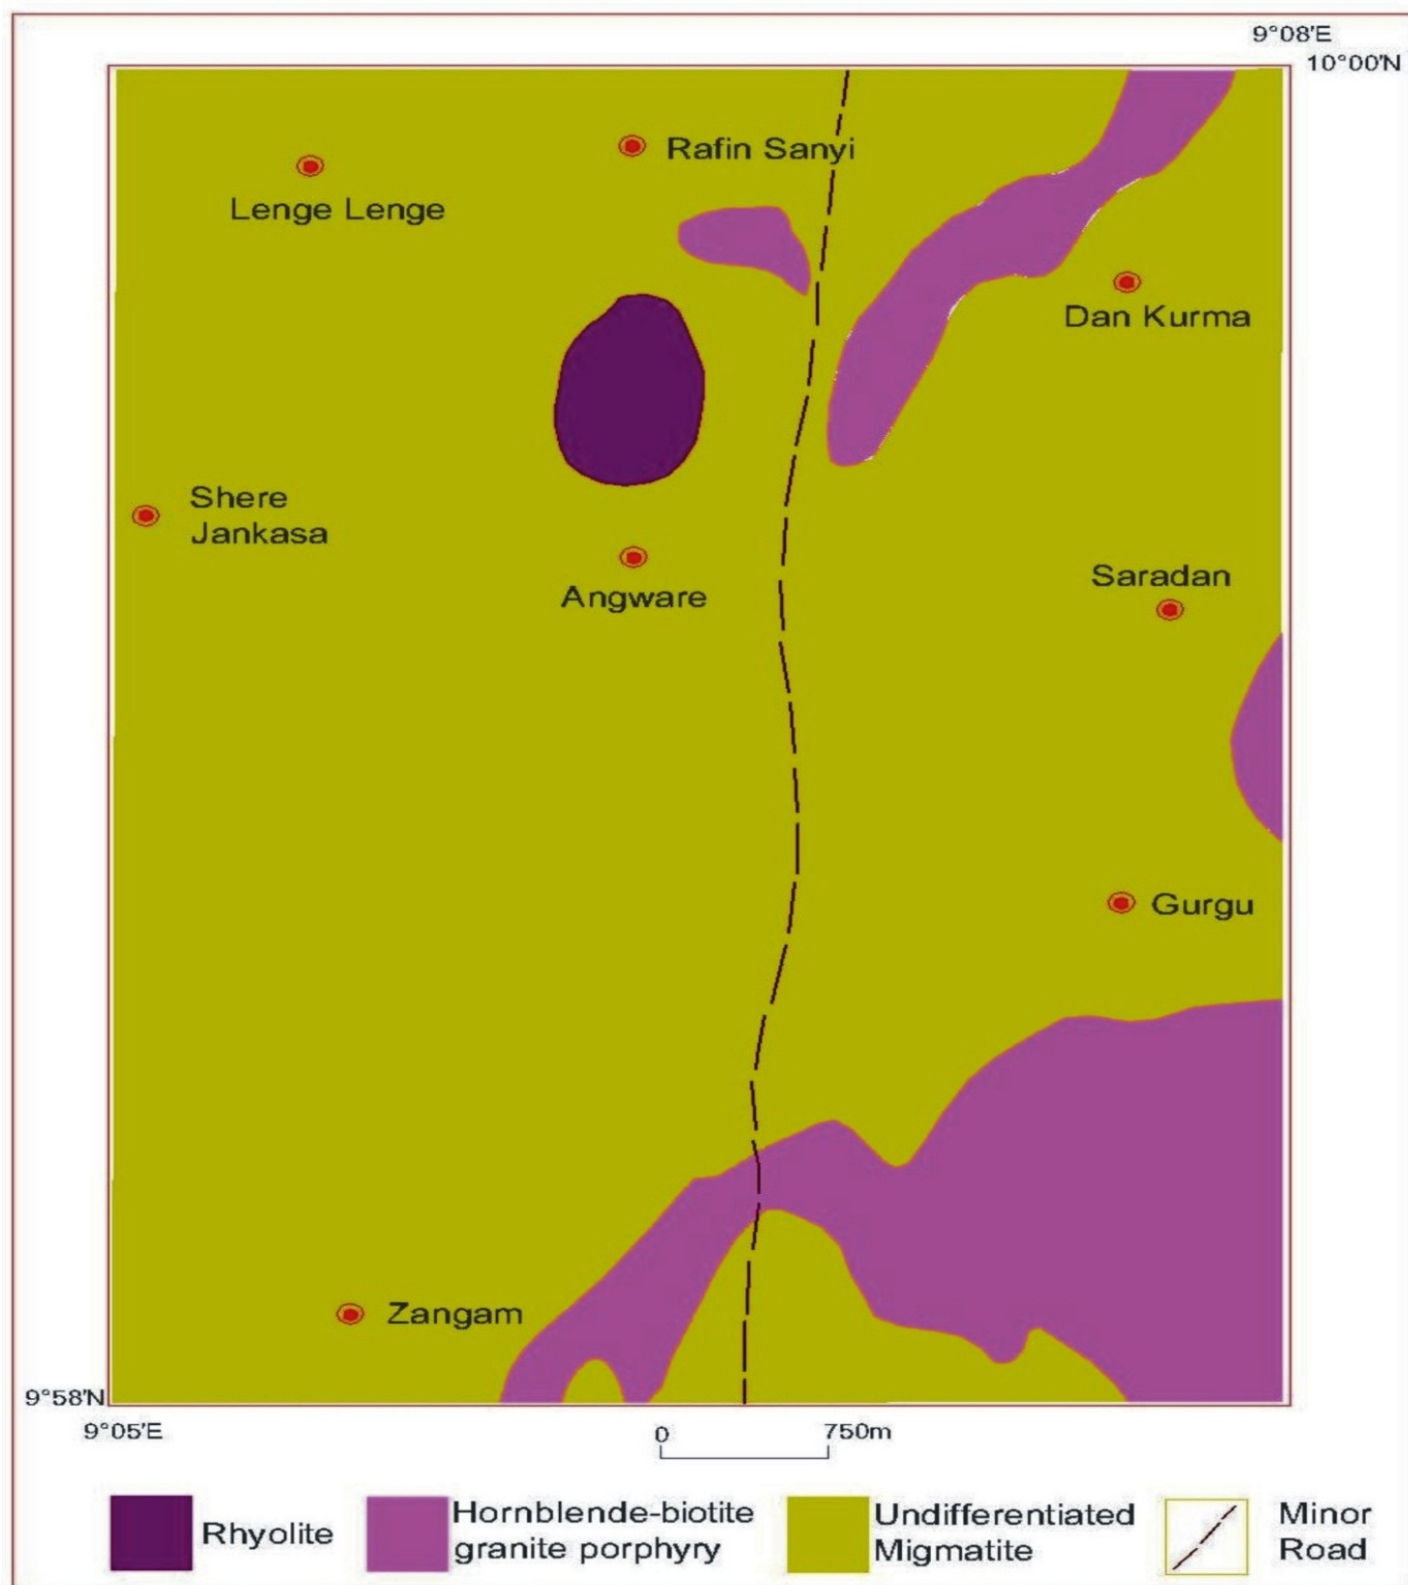 9°08'E
10°00'N
Rafin Sanyi
Lenge Lenge
Dan Kurma
Shere
Jankasa
Angware
Saradan
Gurgu
Zangam
9°58'N
9°05'E
0
750m
Rhyolite
Hornblende-biotite
granite porphyry
Undifferentiated
Migmatite
Minor
Road